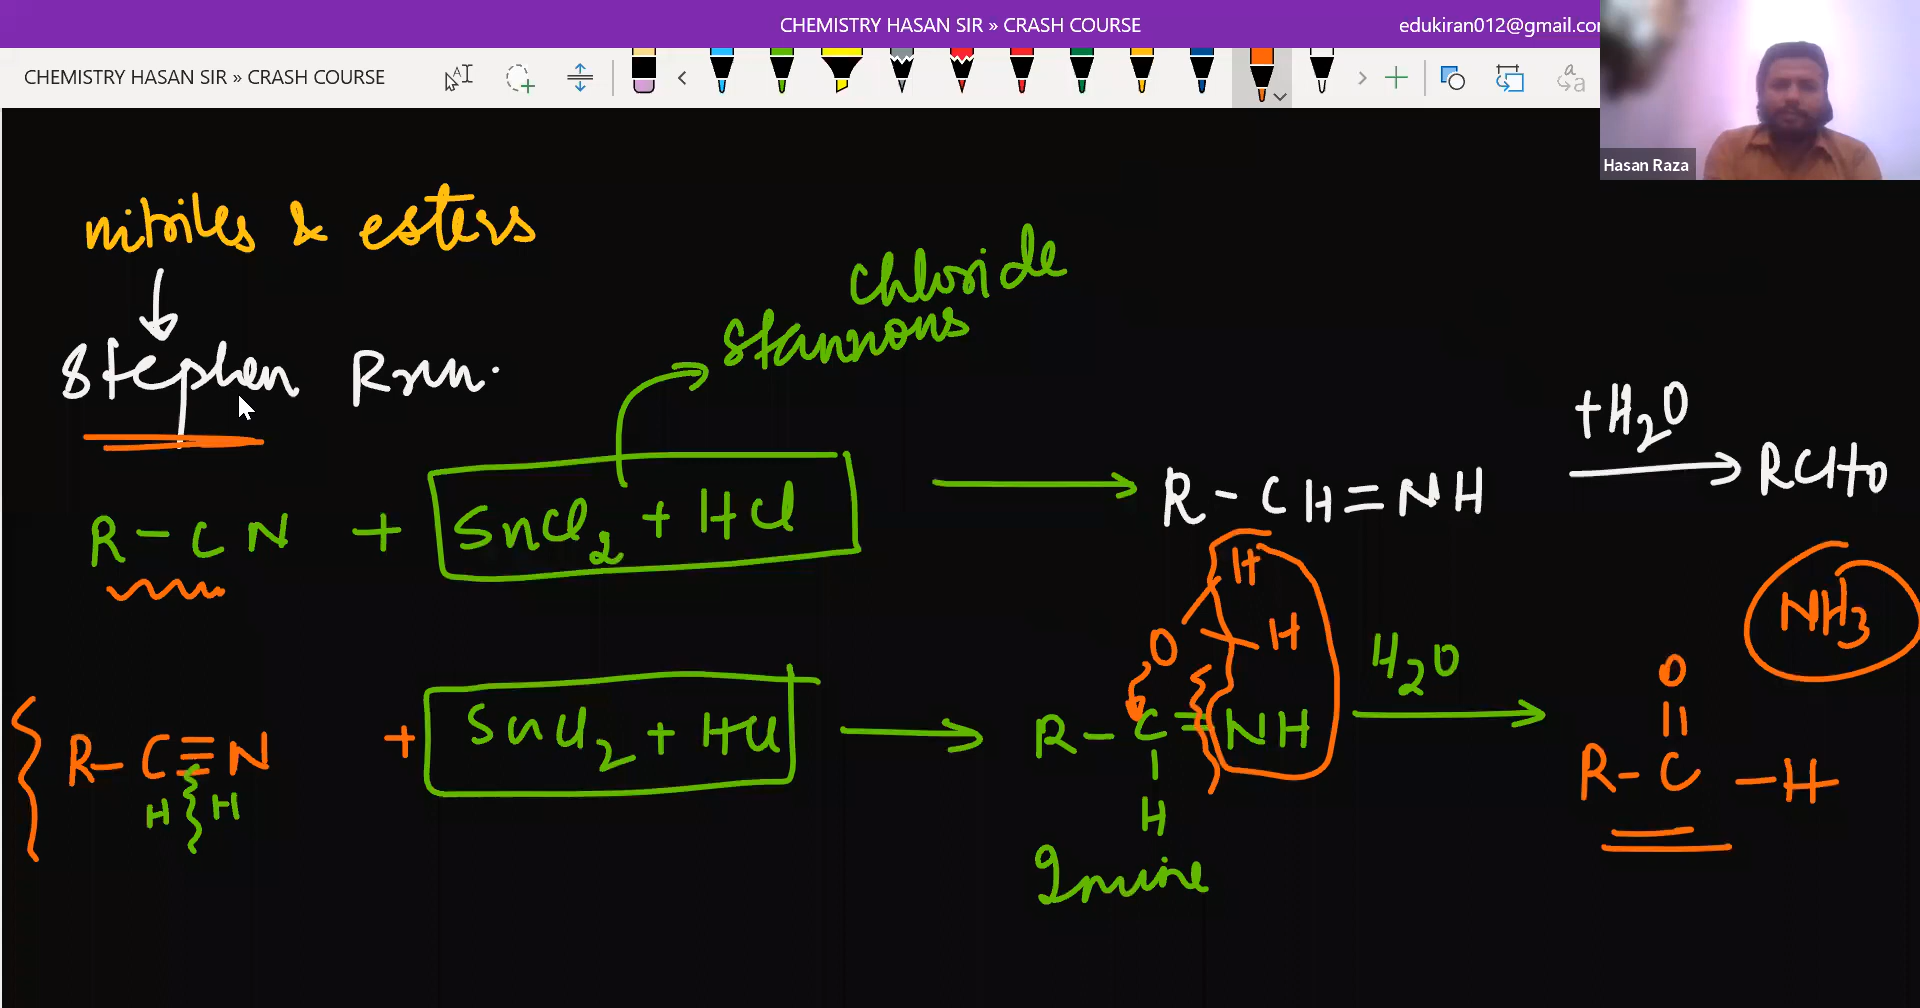 CHEMISTRY HASAN SIR » CRASH COURSE
edukiran012@gmail.co
CHEMISTRY HASAN SIR » CRASH COURSE
Hasan Raza
nitriles & esters
chloride
stannous
Stephen Rxn.
+H2O
R-CN + SnCl2 + HCl R-CH=NH RCHO
H
NH3
O H
H2O
O
R-C≡N + SnCl2 + HCl R-C=NH
R-C-H
H H
H
Imine